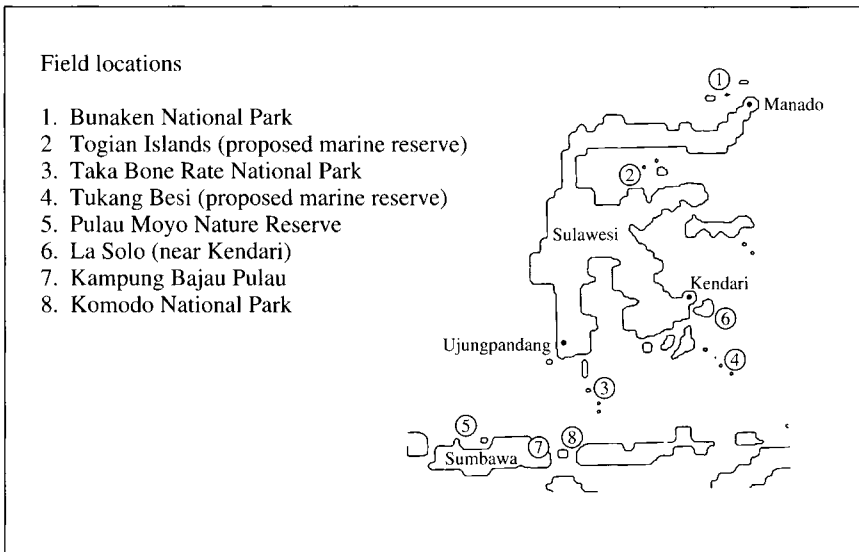 Field locations
1. Bunaken National Park
2 Togian Islands (proposed marine reserve)
3. Taka Bone Rate National Park
4. Tukang Besi (proposed marine reserve)
5. Pulau Moyo Nature Reserve
6. La Solo (near Kendari)
7. Kampung Bajau Pulau
8. Komodo National Park
1
Manado
2
Sulawesi
Kendari
6
Ujungpandang
4
3
5
7
8
Sumbawa